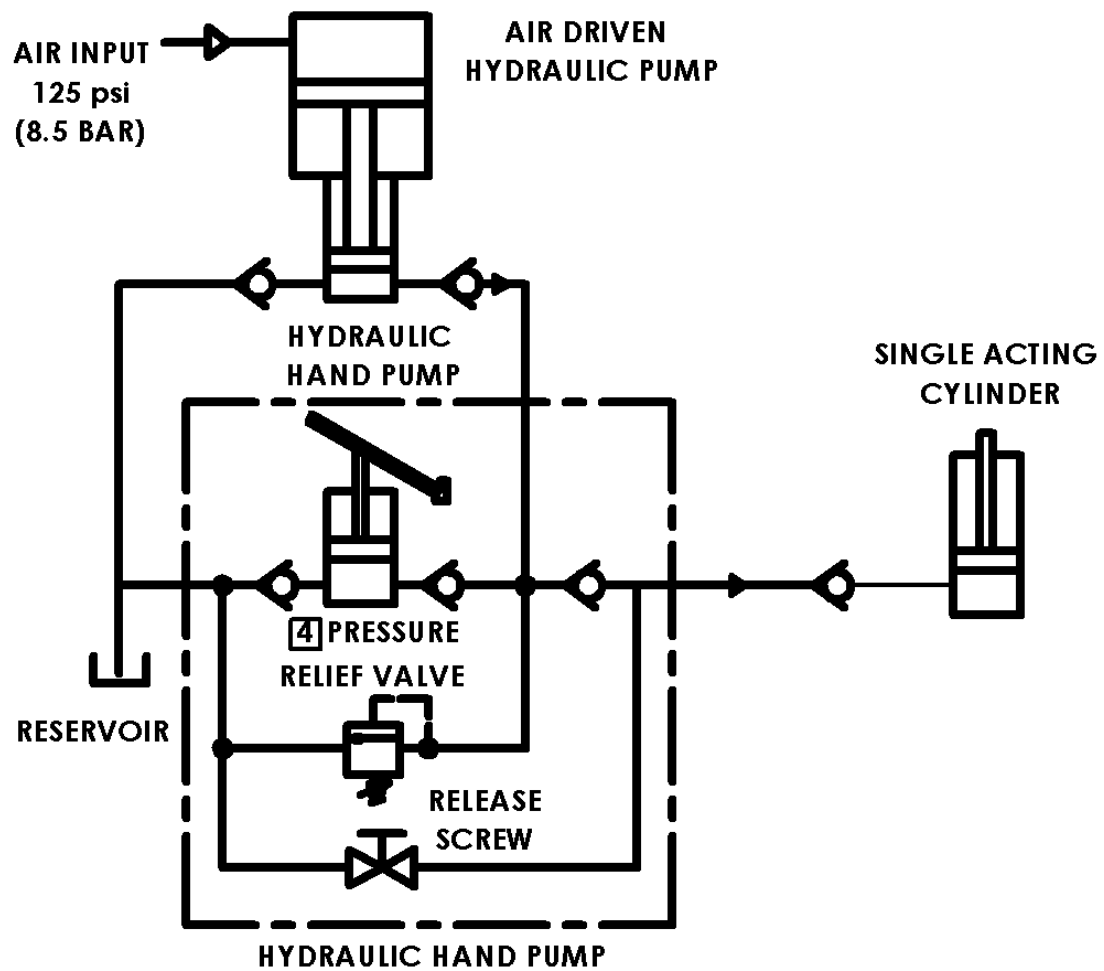 AIR INPUT
125 psi
(8.5 BAR)
AIR DRIVEN
HYDRAULIC PUMP
HYDRAULIC
HAND PUMP
SINGLE ACTING
CYLINDER
4 PRESSURE
RELIEF VALVE
RESERVOIR
RELEASE
SCREW
HYDRAULIC HAND PUMP